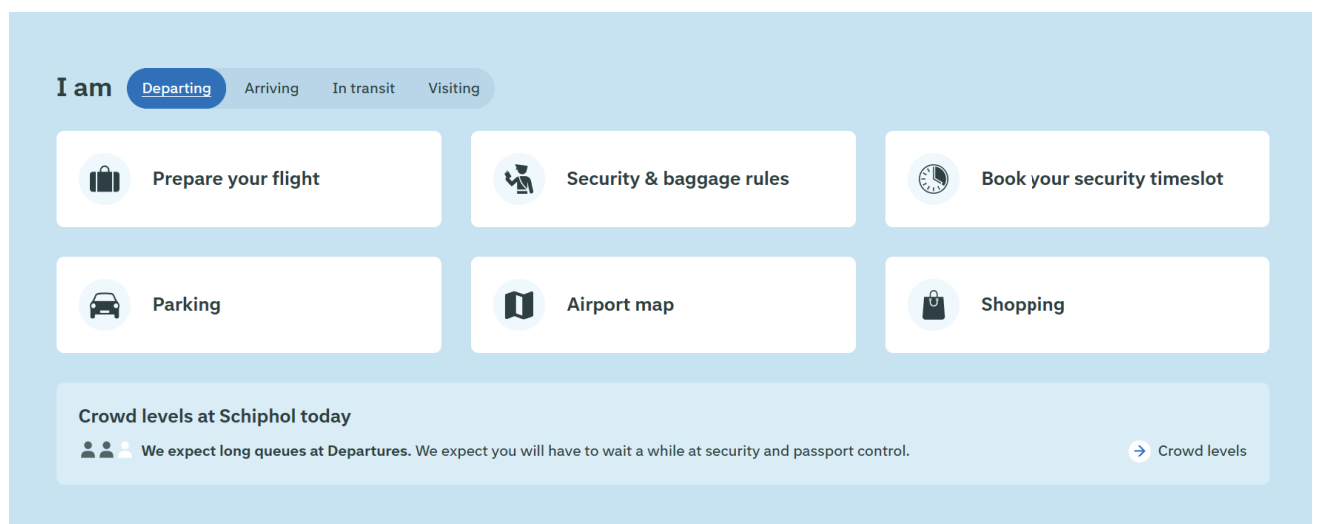 I am Departing Arriving In transit Visiting
Prepare your flight
Security & baggage rules
Book your security timeslot
Parking
Airport map
Shopping
Crowd levels at Schiphol today
We expect long queues at Departures. We expect you will have to wait a while at security and passport control.
Crowd levels